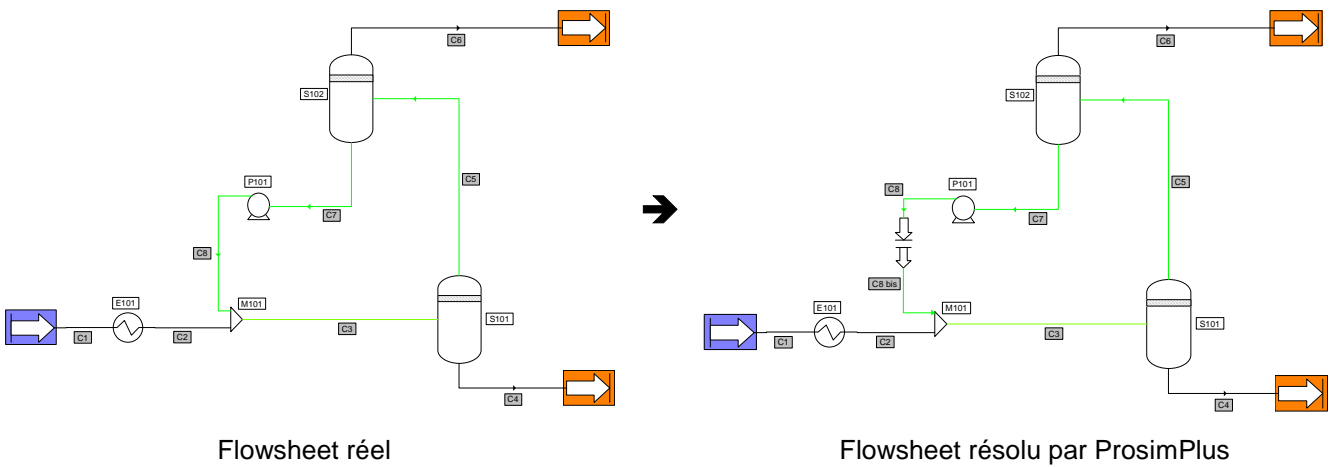 C6
S102
P101
C5
C7
C8
E101
M101
C1
C2
C3
S101
C4
Flowsheet réel
C6
S102
C8
P101
C5
C7
C8 bis
E101
M101
C1
C2
C3
S101
C4
Flowsheet résolu par ProsimPlus